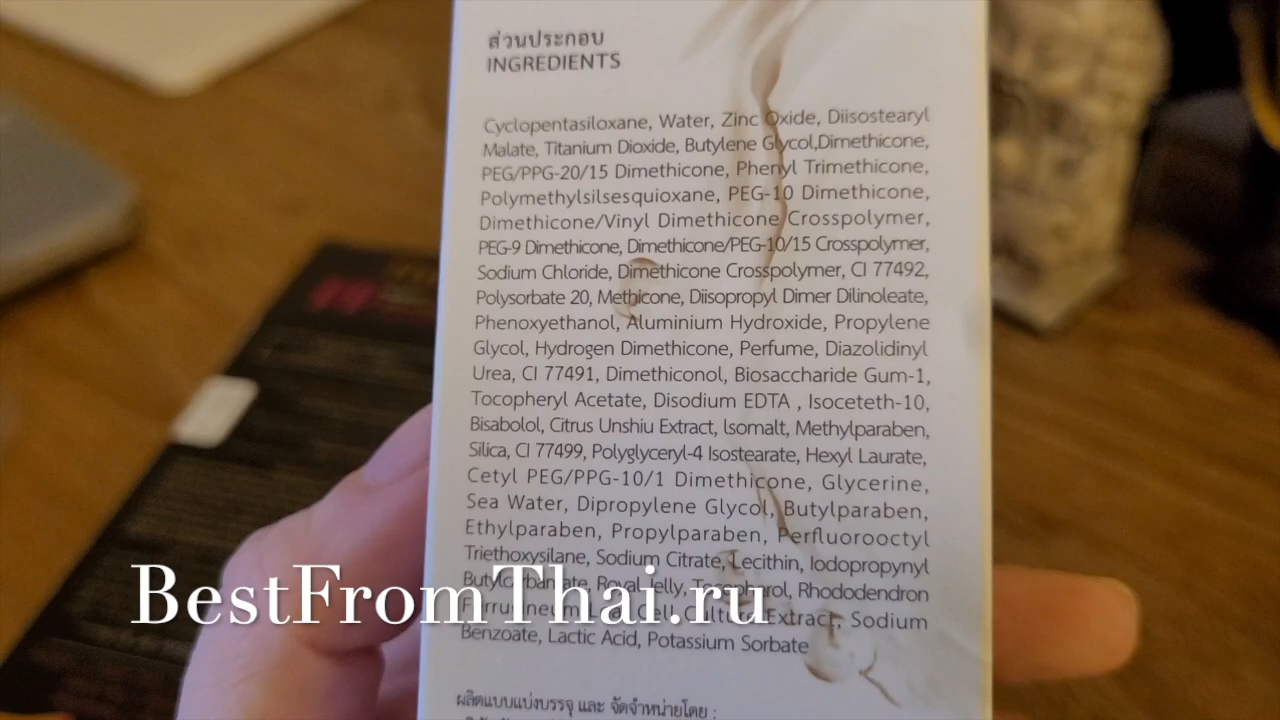 ส่วนประกอบ
INGREDIENTS
Cyclopentasiloxane, Water, Zinc Oxide, Diisostearyl
Malate, Titanium Dioxide, Butylene Glycol,Dimethicone,
PEG/PPG-20/15 Dimethicone, Phenyl Trimethicone,
Polymethylsilsesquioxane, PEG-10 Dimethicone,
Dimethicone/Vinyl Dimethicone Crosspolymer,
PEG-9 Dimethicone, Dimethicone/PEG-10/15 Crosspolymer,
Sodium Chloride, Dimethicone Crosspolymer, CI 77492,
Polysorbate 20, Methicone, Diisopropyl Dimer Dilinoleate,
Phenoxyethanol, Aluminium Hydroxide, Propylene
Glycol, Hydrogen Dimethicone, Perfume, Diazolidinyl
Urea, CI 77491, Dimethiconol, Biosaccharide Gum-1,
Tocopheryl Acetate, Disodium EDTA , Isoceteth-10,
Bisabolol, Citrus Unshiu Extract, Isomalt, Methylparaben,
Silica, CI 77499, Polyglyceryl-4 Isostearate, Hexyl Laurate,
Cetyl PEG/PPG-10/1 Dimethicone, Glycerine,
Sea Water, Dipropylene Glycol, Butylparaben,
Ethylparaben, Propylparaben, Perfluorooctyl
Triethoxysilane, Sodium Citrate, Lecithin, Iodopropynyl
Butylcarbamate, Royal Jelly, Tocopherol, Rhododendron
Ferrugineum Leaf Cell Culture Extract, Sodium
Benzoate, Lactic Acid, Potassium Sorbate
BestFromThai.ru
ผลิตแบบแบ่งบรรจุ และ จัดจำหน่ายโดย :